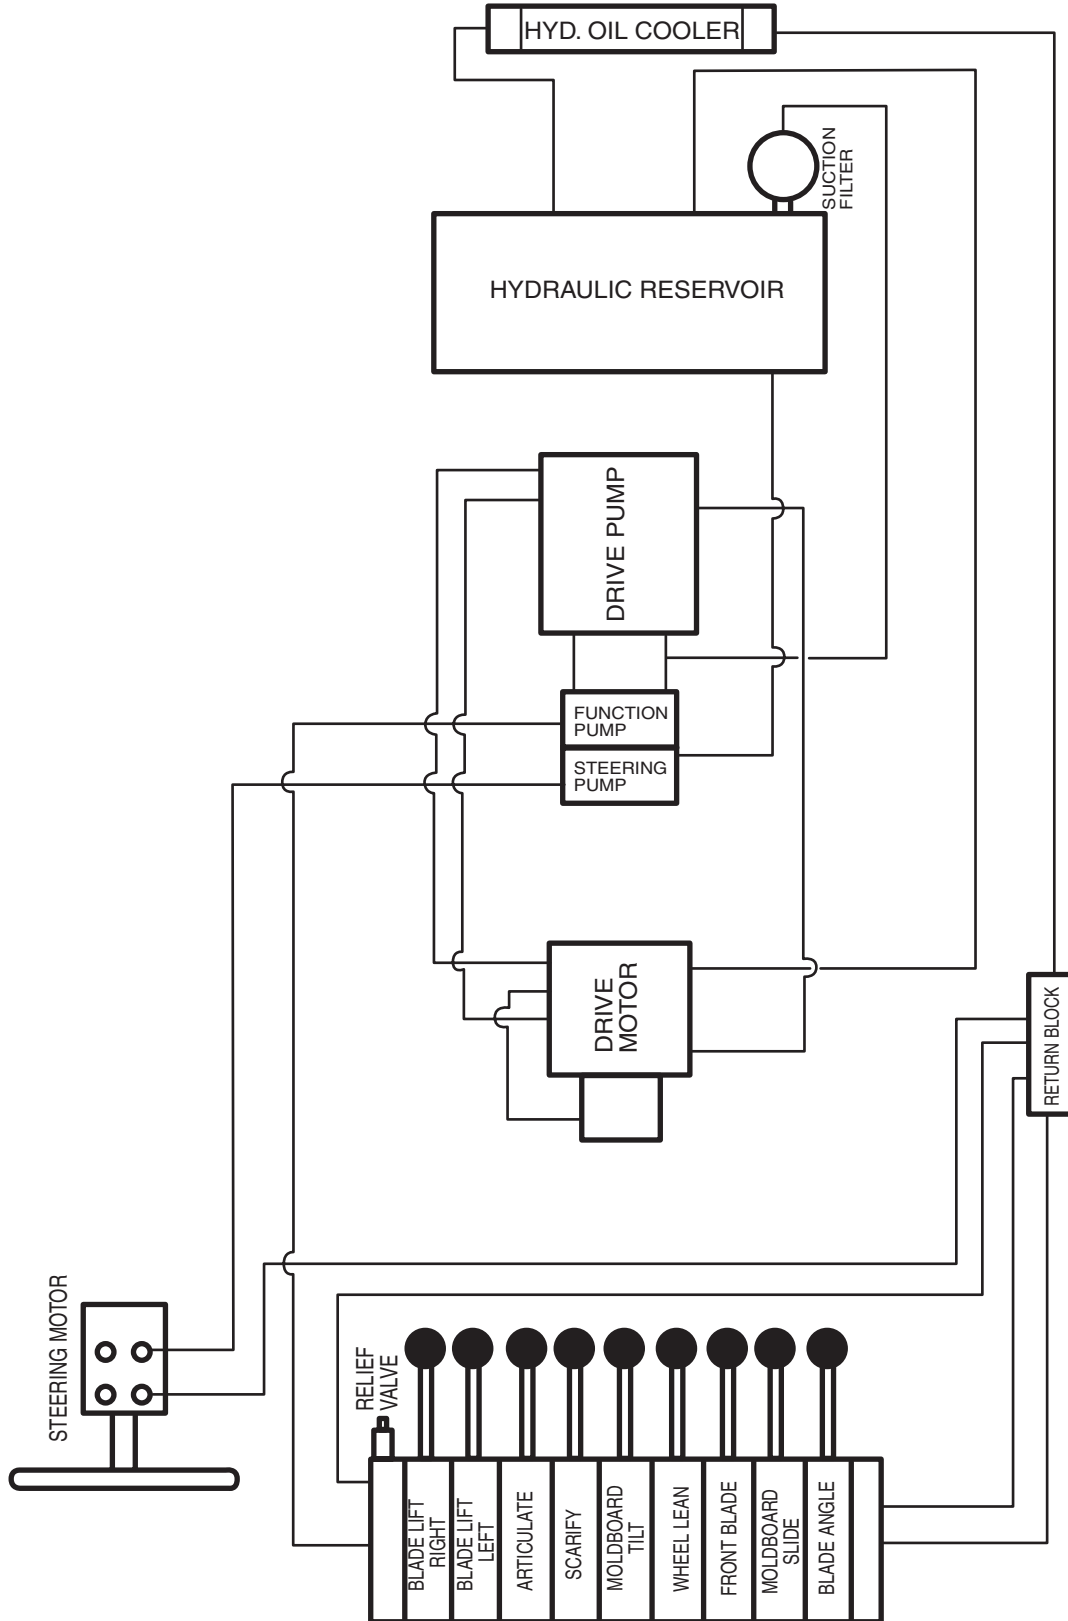 HYD. OIL COOLER
SUCTION
FILTER
HYDRAULIC RESERVOIR
DRIVE PUMP
FUNCTION
PUMP
STEERING
PUMP
DRIVE
MOTOR
RETURN BLOCK
STEERING MOTOR
RELIEF
VALVE
BLADE LIFT
RIGHT
BLADE LIFT
LEFT
ARTICULATE
SCARIFY
MOLDBOARD
TILT
WHEEL LEAN
FRONT BLADE
MOLDBOARD
SLIDE
BLADE ANGLE